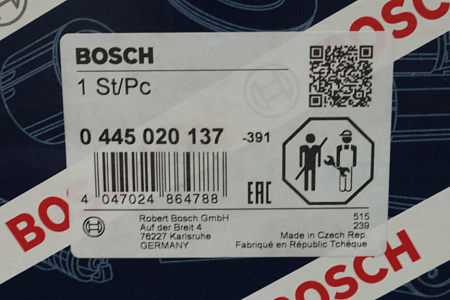 BOSCH
1 St/Pc
0 445 020 137 -391
4 047024 864788
EAC
Robert Bosch GmbH
Auf der Breit 4
76227 Karlsruhe
GERMANY
515
239
Made in Czech Rep.
Fabriqué en République Tchèque
BOSCH
BOSCH
BOSCH